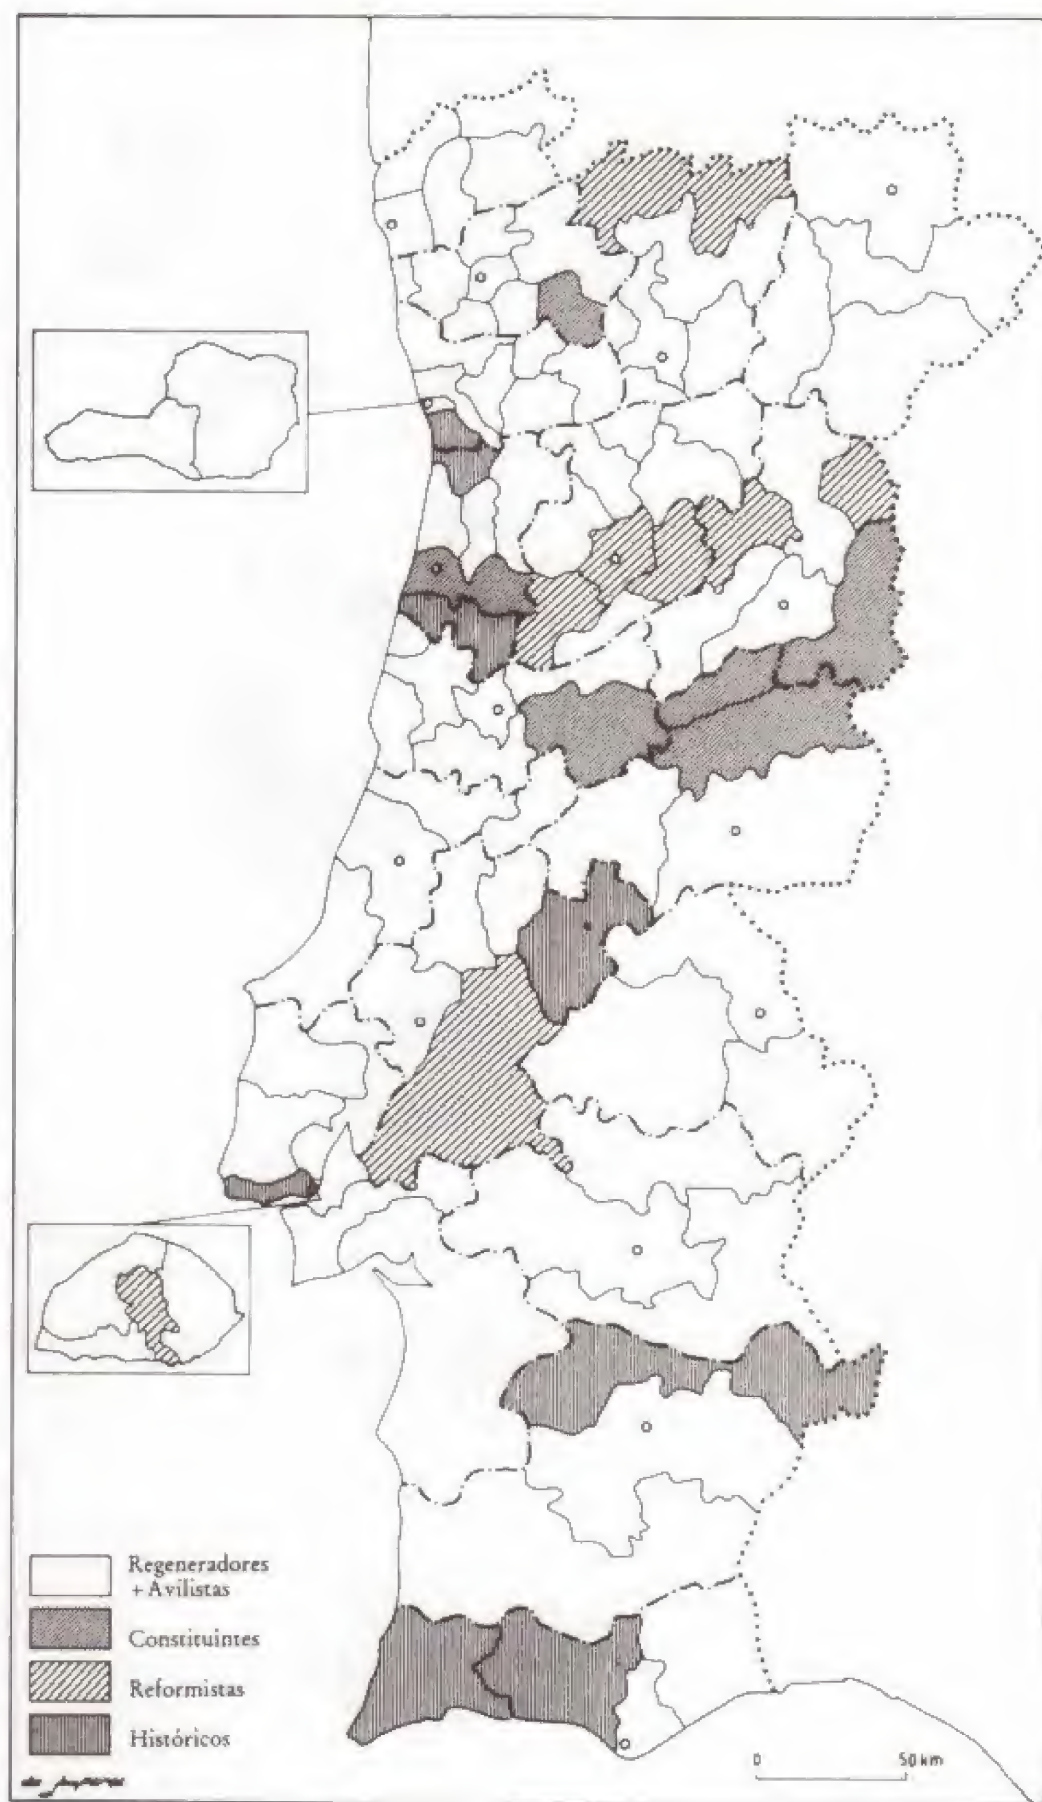 Regeneradores
+ Avilistas
Constituintes
Reformistas
Históricos
0 50 km